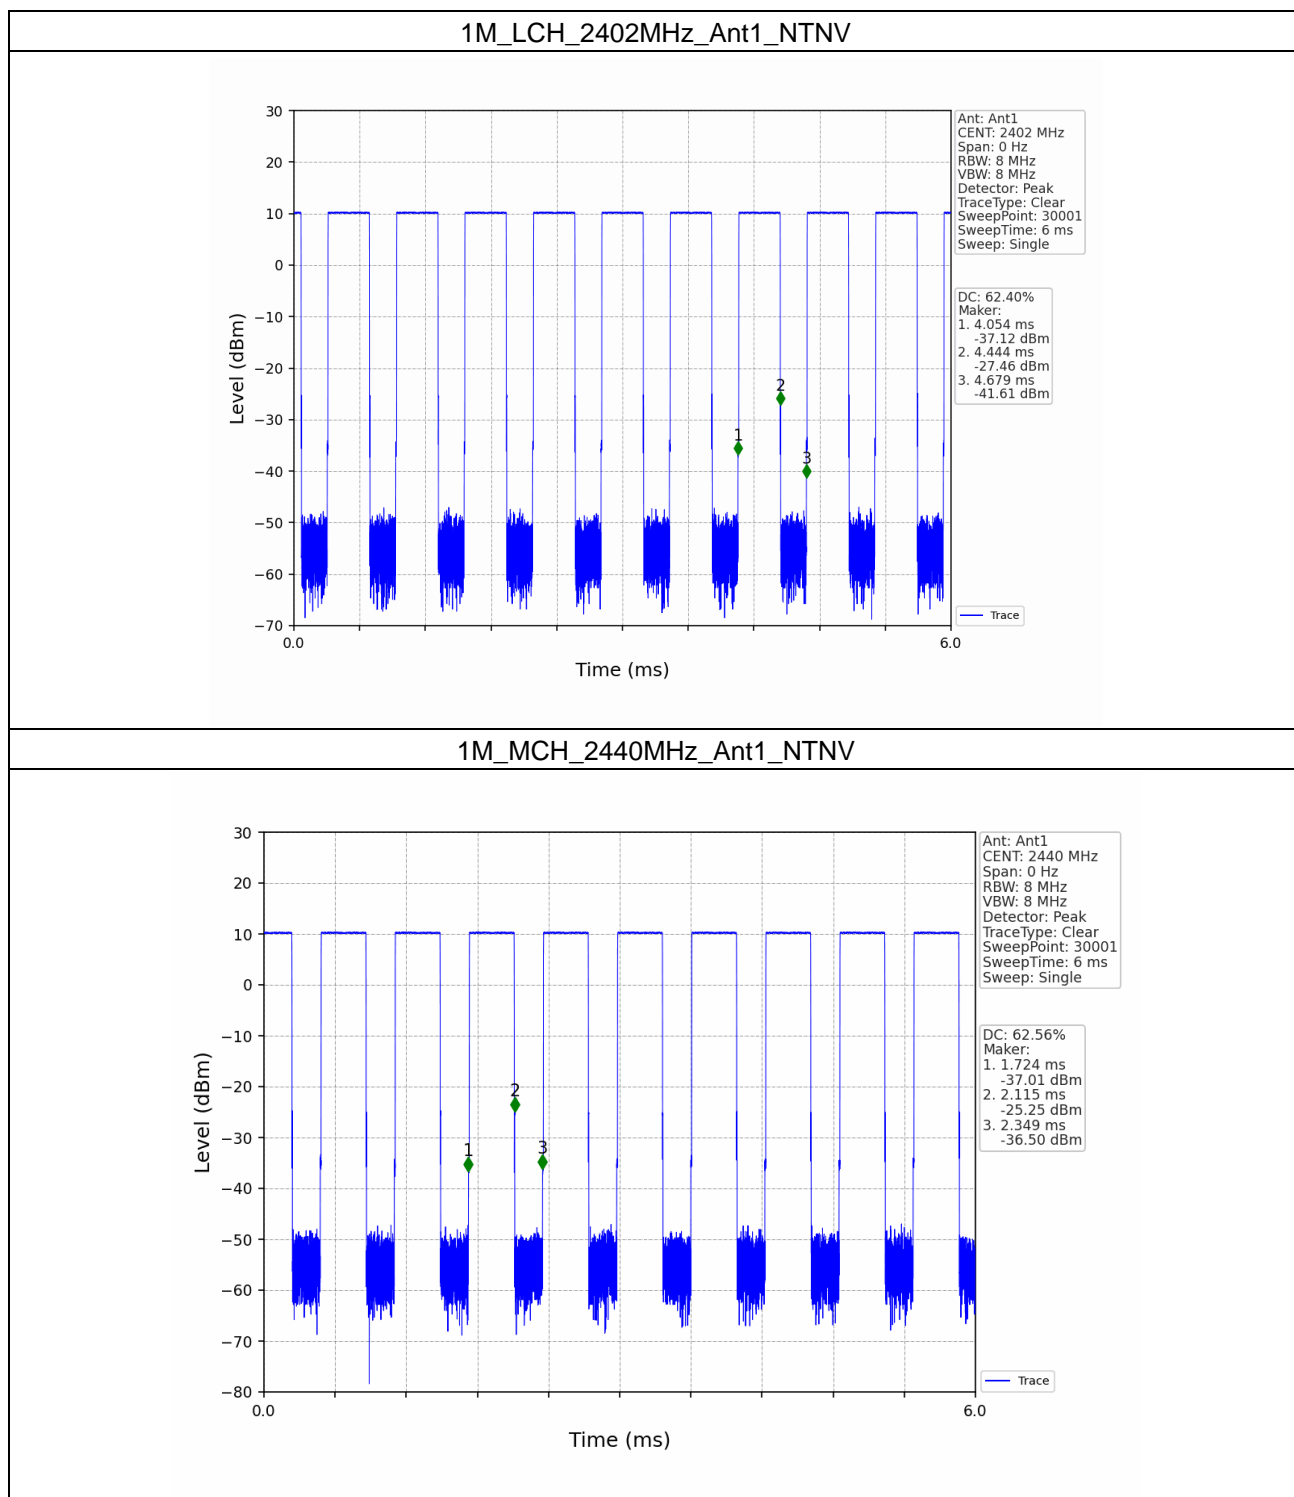 1M_LCH_2402MHz_Ant1_NTNV
30
20
10
0
−10
−20
−30
−40
−50
−60
−70
Level (dBm)
1
2
3
0.0
6.0
Time (ms)
Ant: Ant1
CENT: 2402 MHz
Span: 0 Hz
RBW: 8 MHz
VBW: 8 MHz
Detector: Peak
TraceType: Clear
SweepPoint: 30001
SweepTime: 6 ms
Sweep: Single
DC: 62.40%
Maker:
1. 4.054 ms
-37.12 dBm
2. 4.444 ms
-27.46 dBm
3. 4.679 ms
-41.61 dBm
Trace
1M_MCH_2440MHz_Ant1_NTNV
30
20
10
0
−10
−20
−30
−40
−50
−60
−70
−80
Level (dBm)
1
2
3
0.0
6.0
Time (ms)
Ant: Ant1
CENT: 2440 MHz
Span: 0 Hz
RBW: 8 MHz
VBW: 8 MHz
Detector: Peak
TraceType: Clear
SweepPoint: 30001
SweepTime: 6 ms
Sweep: Single
DC: 62.56%
Maker:
1. 1.724 ms
-37.01 dBm
2. 2.115 ms
-25.25 dBm
3. 2.349 ms
-36.50 dBm
Trace